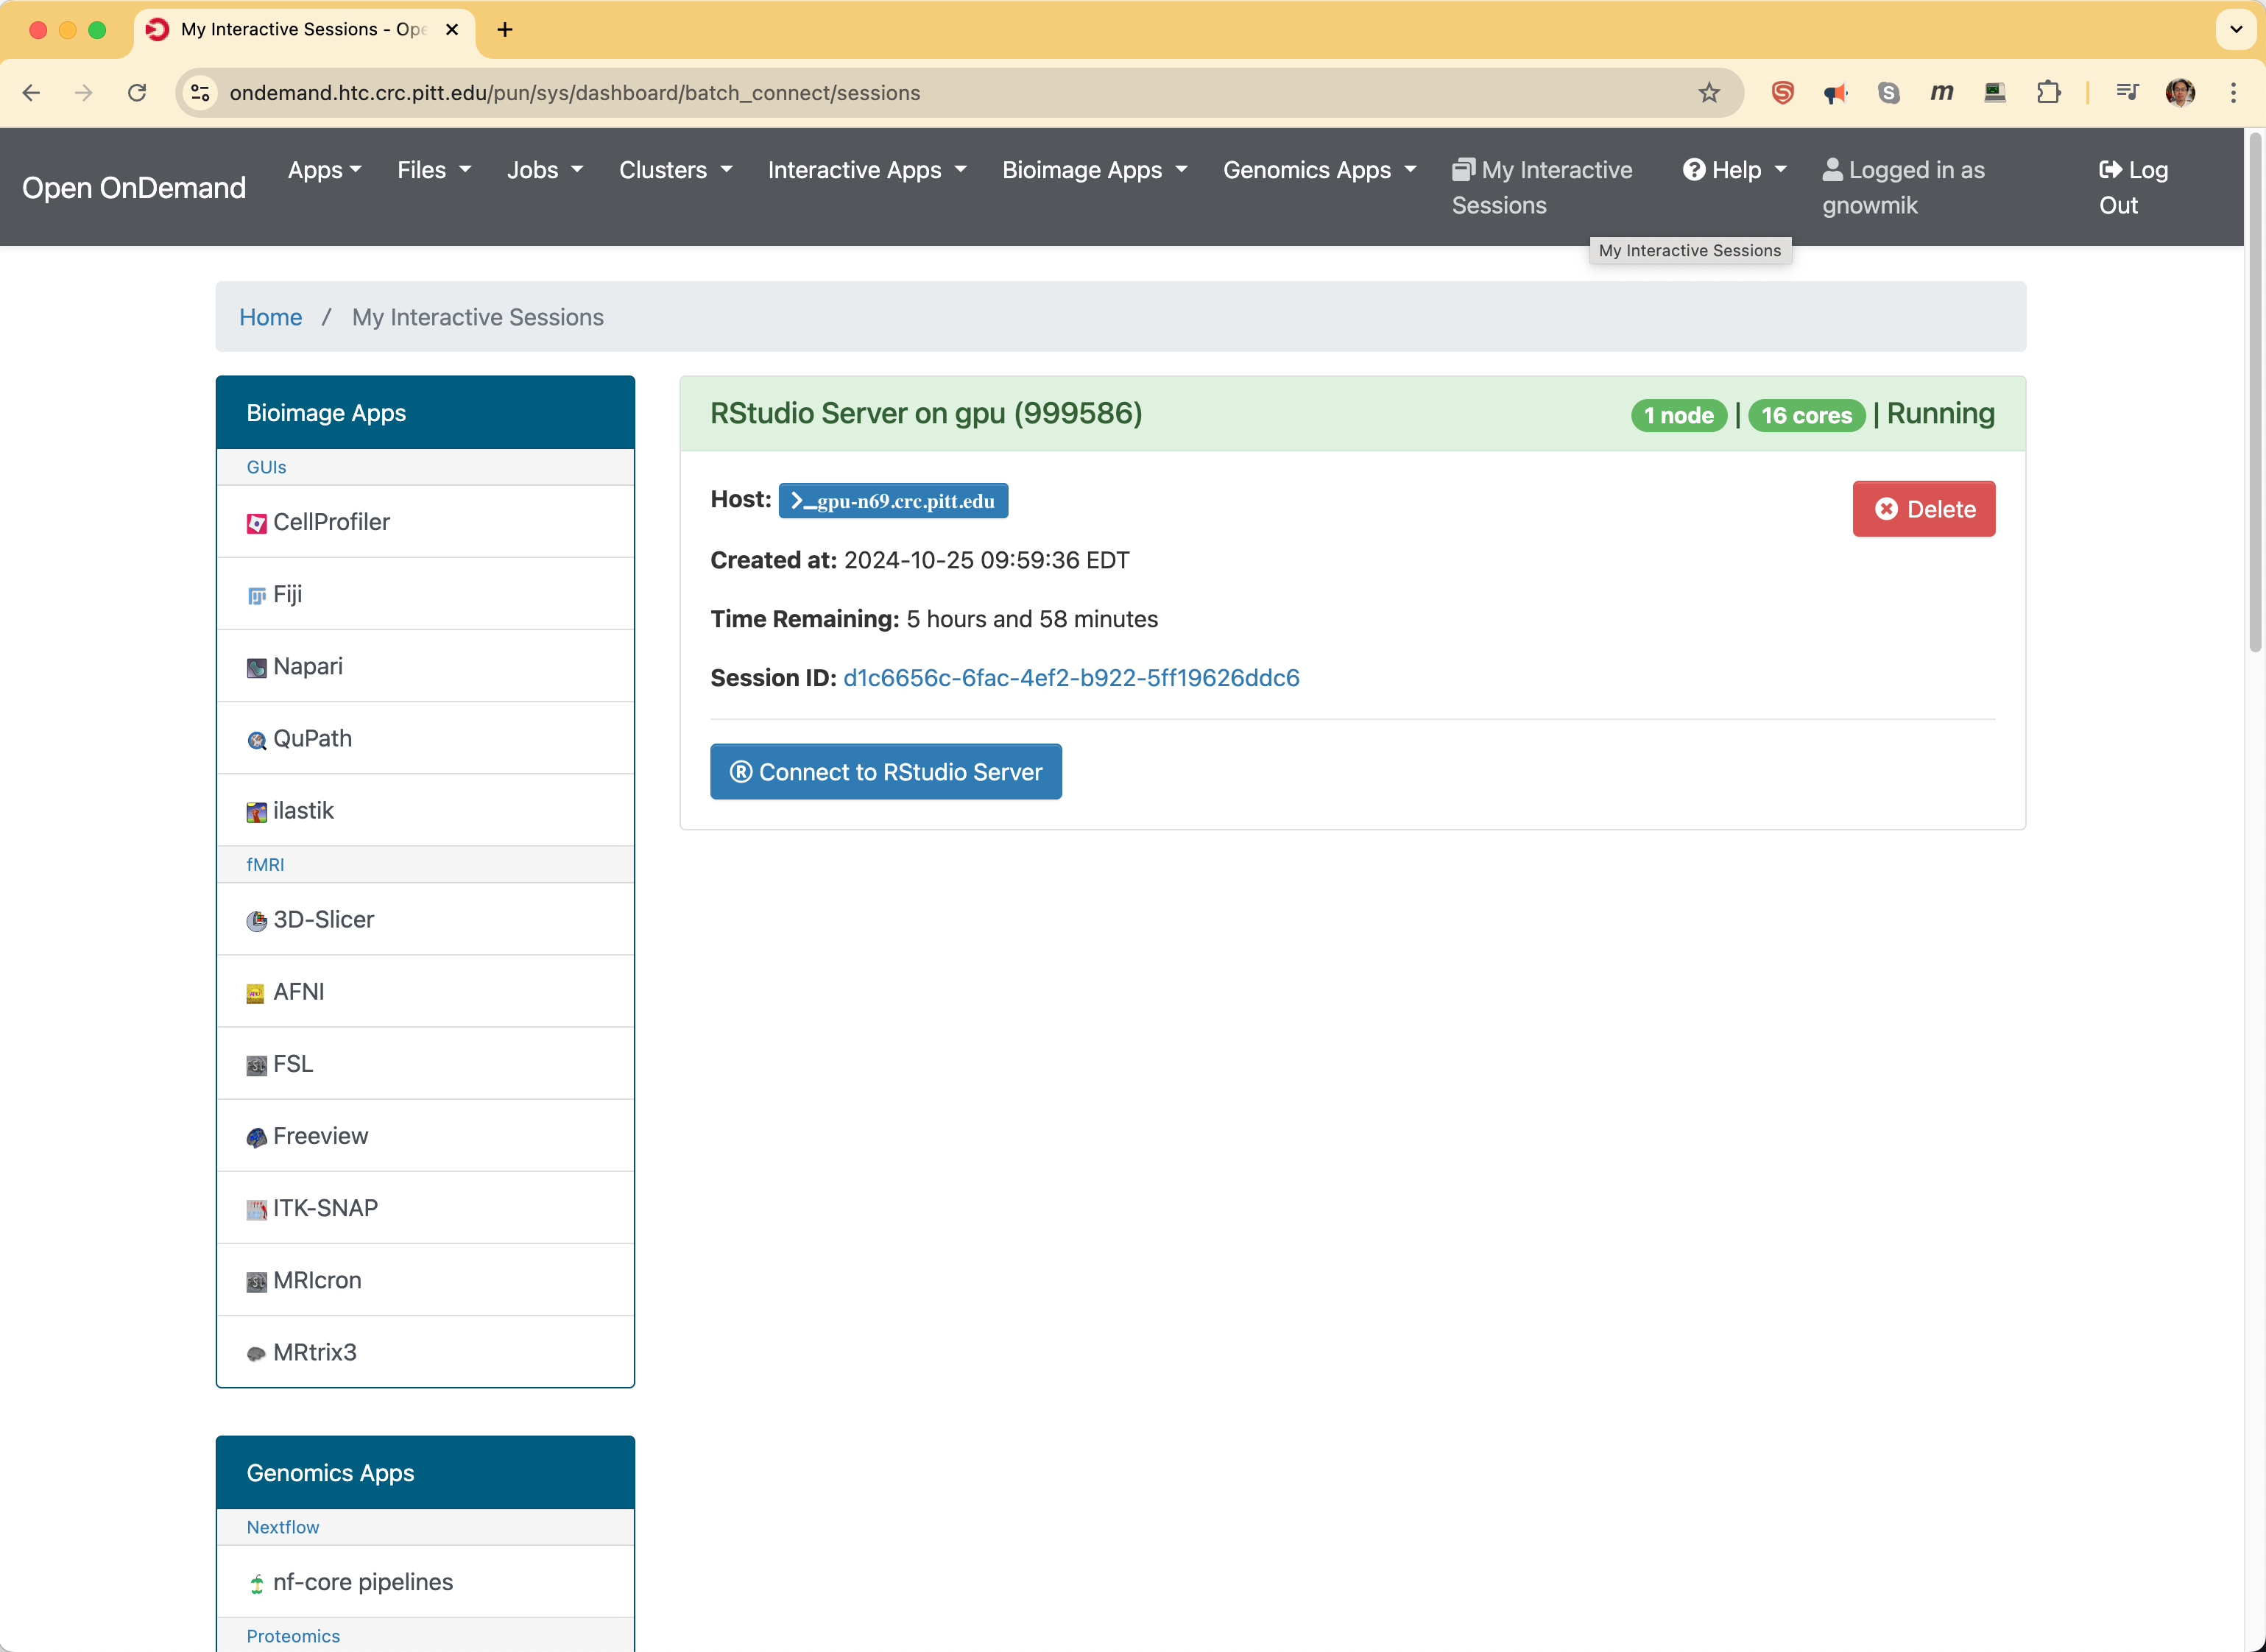 My Interactive Sessions - Ope
ondemand.htc.crc.pitt.edu/pun/sys/dashboard/batch_connect/sessions
Open OnDemand
Apps
Files
Jobs
Clusters
Interactive Apps
Bioimage Apps
Genomics Apps
My Interactive
Sessions
Help
Logged in as
gnowmik
Log
Out
My Interactive Sessions
Home / My Interactive Sessions
Bioimage Apps
GUIs
CellProfiler
Fiji
Napari
QuPath
ilastik
fMRI
3D-Slicer
AFNI
FSL
Freeview
ITK-SNAP
MRIcron
MRtrix3
Genomics Apps
Nextflow
nf-core pipelines
Proteomics
RStudio Server on gpu (999586)
1 node | 16 cores | Running
Host: >_gpu-n69.crc.pitt.edu
Delete
Created at: 2024-10-25 09:59:36 EDT
Time Remaining: 5 hours and 58 minutes
Session ID: d1c6656c-6fac-4ef2-b922-5ff19626ddc6
® Connect to RStudio Server